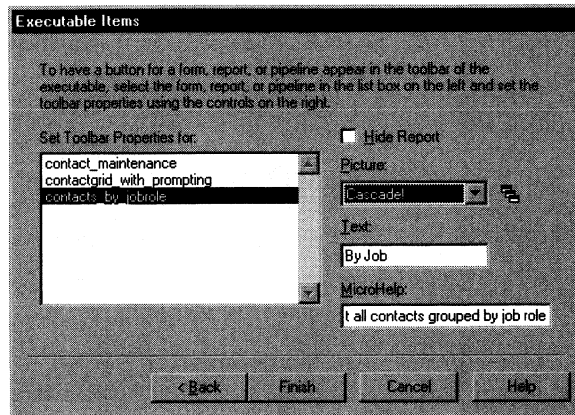 Executable Items
To have a button for a form, report, or pipeline appear in the toolbar of the
executable, select the form, report, or pipeline in the list box on the left and set the
toolbar properties using the controls on the right.
Set Toolbar Properties for:
contact_maintenance
contactgrid_with_prompting
contacts_by_jobrole
Hide Report
Picture:
Cascade!
Text:
By Job
MicroHelp:
t all contacts grouped by job role
< Back
Finish
Cancel
Help